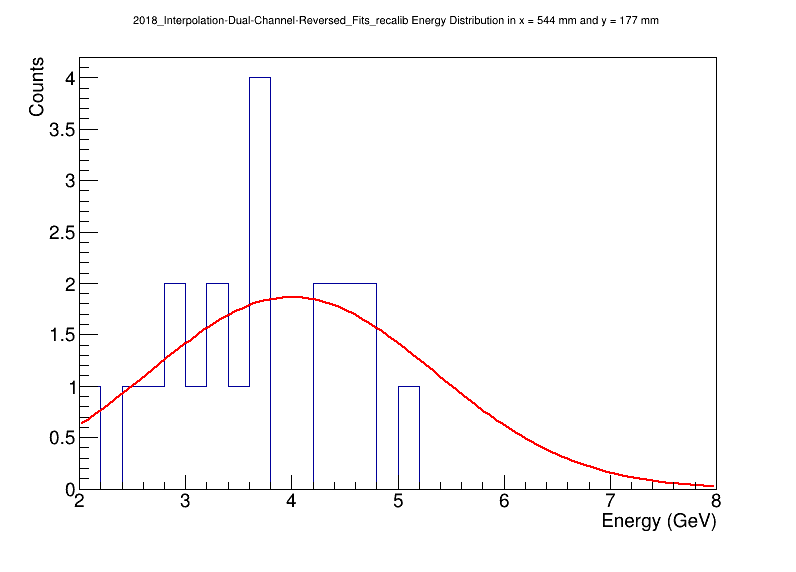 2018_Interpolation-Dual-Channel-Reversed_Fits_recalib Energy Distribution in x = 544 mm and y = 177 mm
Counts
4
3.5
3
2.5
2
1.5
1
0.5
0
2 3 4 5 6 7 8
Energy (GeV)